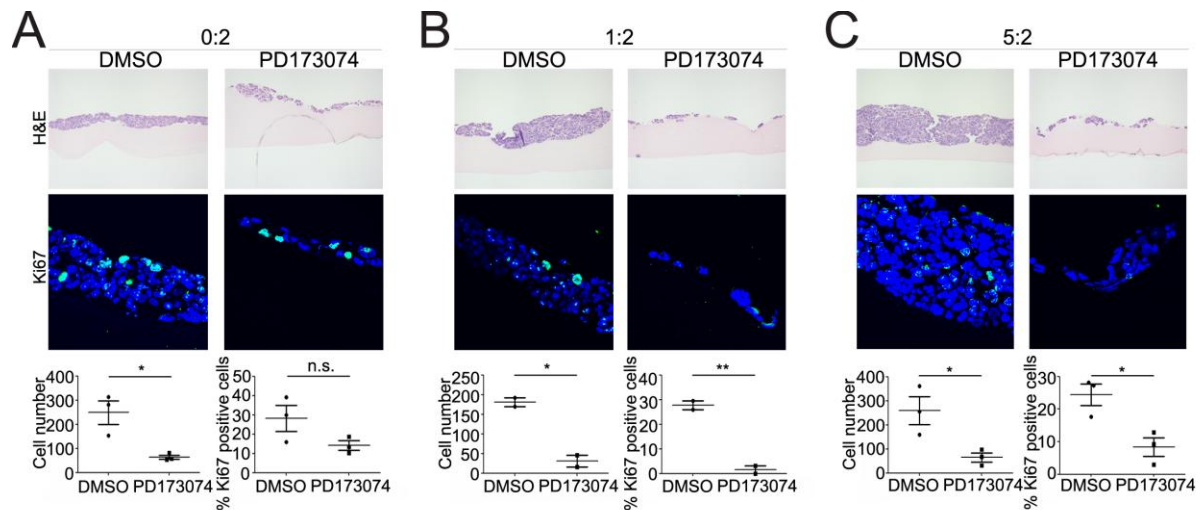 A
0:2
DMSO PD173074
H&E
Ki67
Cell number
400
300
200
100
0
*
DMSO PD173074
% Ki67 positive cells
50
40
30
20
10
0
n.s.
DMSO PD173074
B
1:2
DMSO PD173074
Cell number
250
200
150
100
50
0
*
DMSO PD173074
% Ki67 positive cells
40
30
20
10
0
**
DMSO PD173074
C
5:2
DMSO PD173074
Cell number
400
300
200
100
0
*
DMSO PD173074
% Ki67 positive cells
30
20
10
0
*
DMSO PD173074